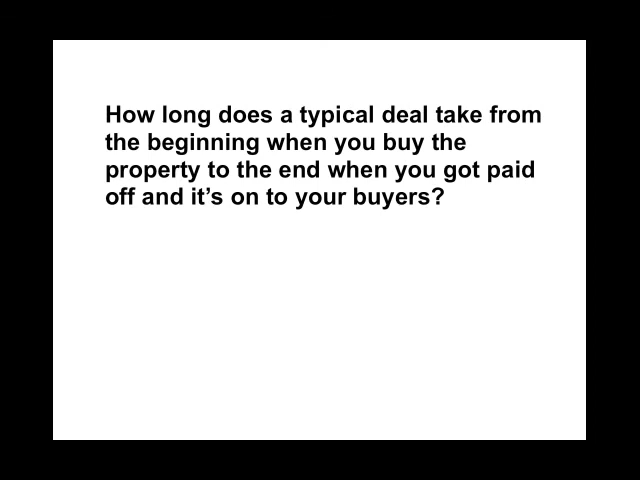 How long does a typical deal take from
the beginning when you buy the
property to the end when you got paid
off and it’s on to your buyers?